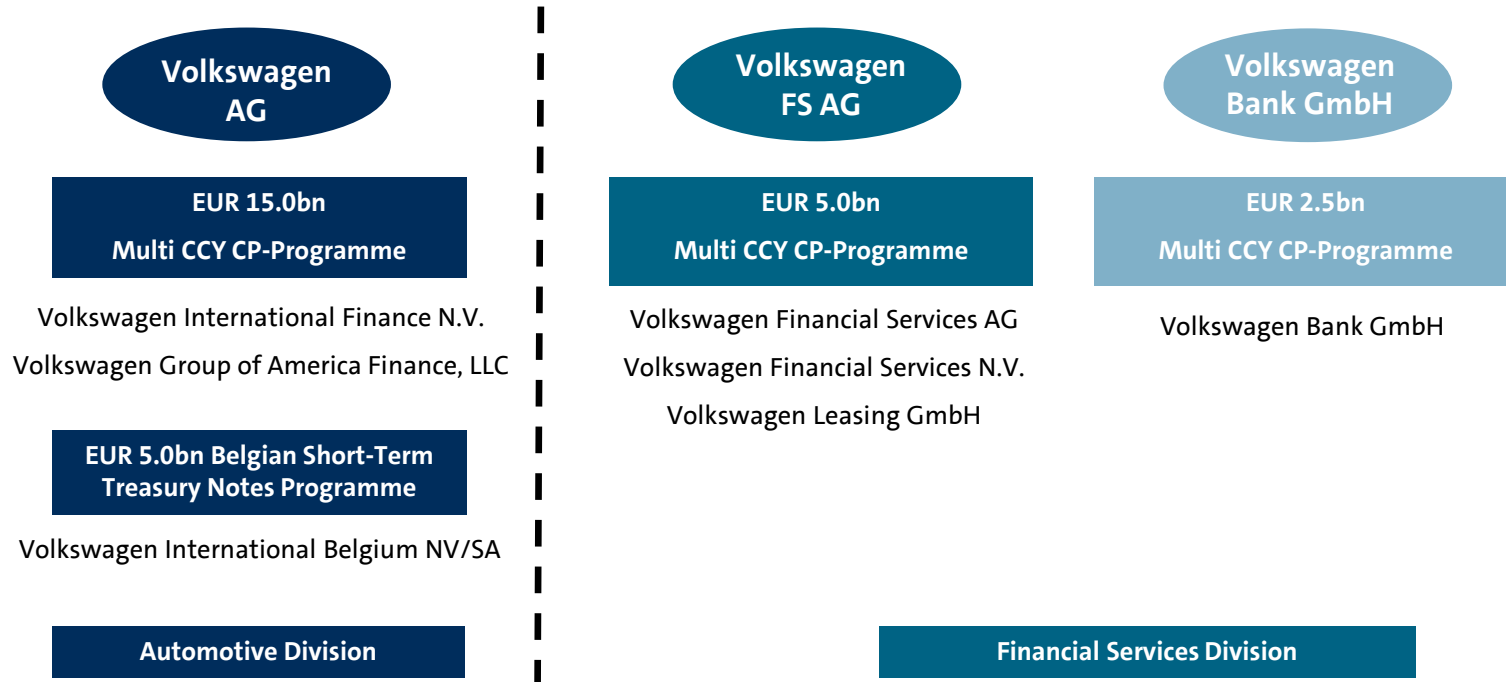 Volkswagen
AG
EUR 15.0bn
Multi CCY CP-Programme
Volkswagen International Finance N.V.
Volkswagen Group of America Finance, LLC
EUR 5.0bn Belgian Short-Term
Treasury Notes Programme
Volkswagen International Belgium NV/SA
Automotive Division
Volkswagen
FS AG
EUR 5.0bn
Multi CCY CP-Programme
Volkswagen Financial Services AG
Volkswagen Financial Services N.V.
Volkswagen Leasing GmbH
Volkswagen
Bank GmbH
EUR 2.5bn
Multi CCY CP-Programme
Volkswagen Bank GmbH
Financial Services Division